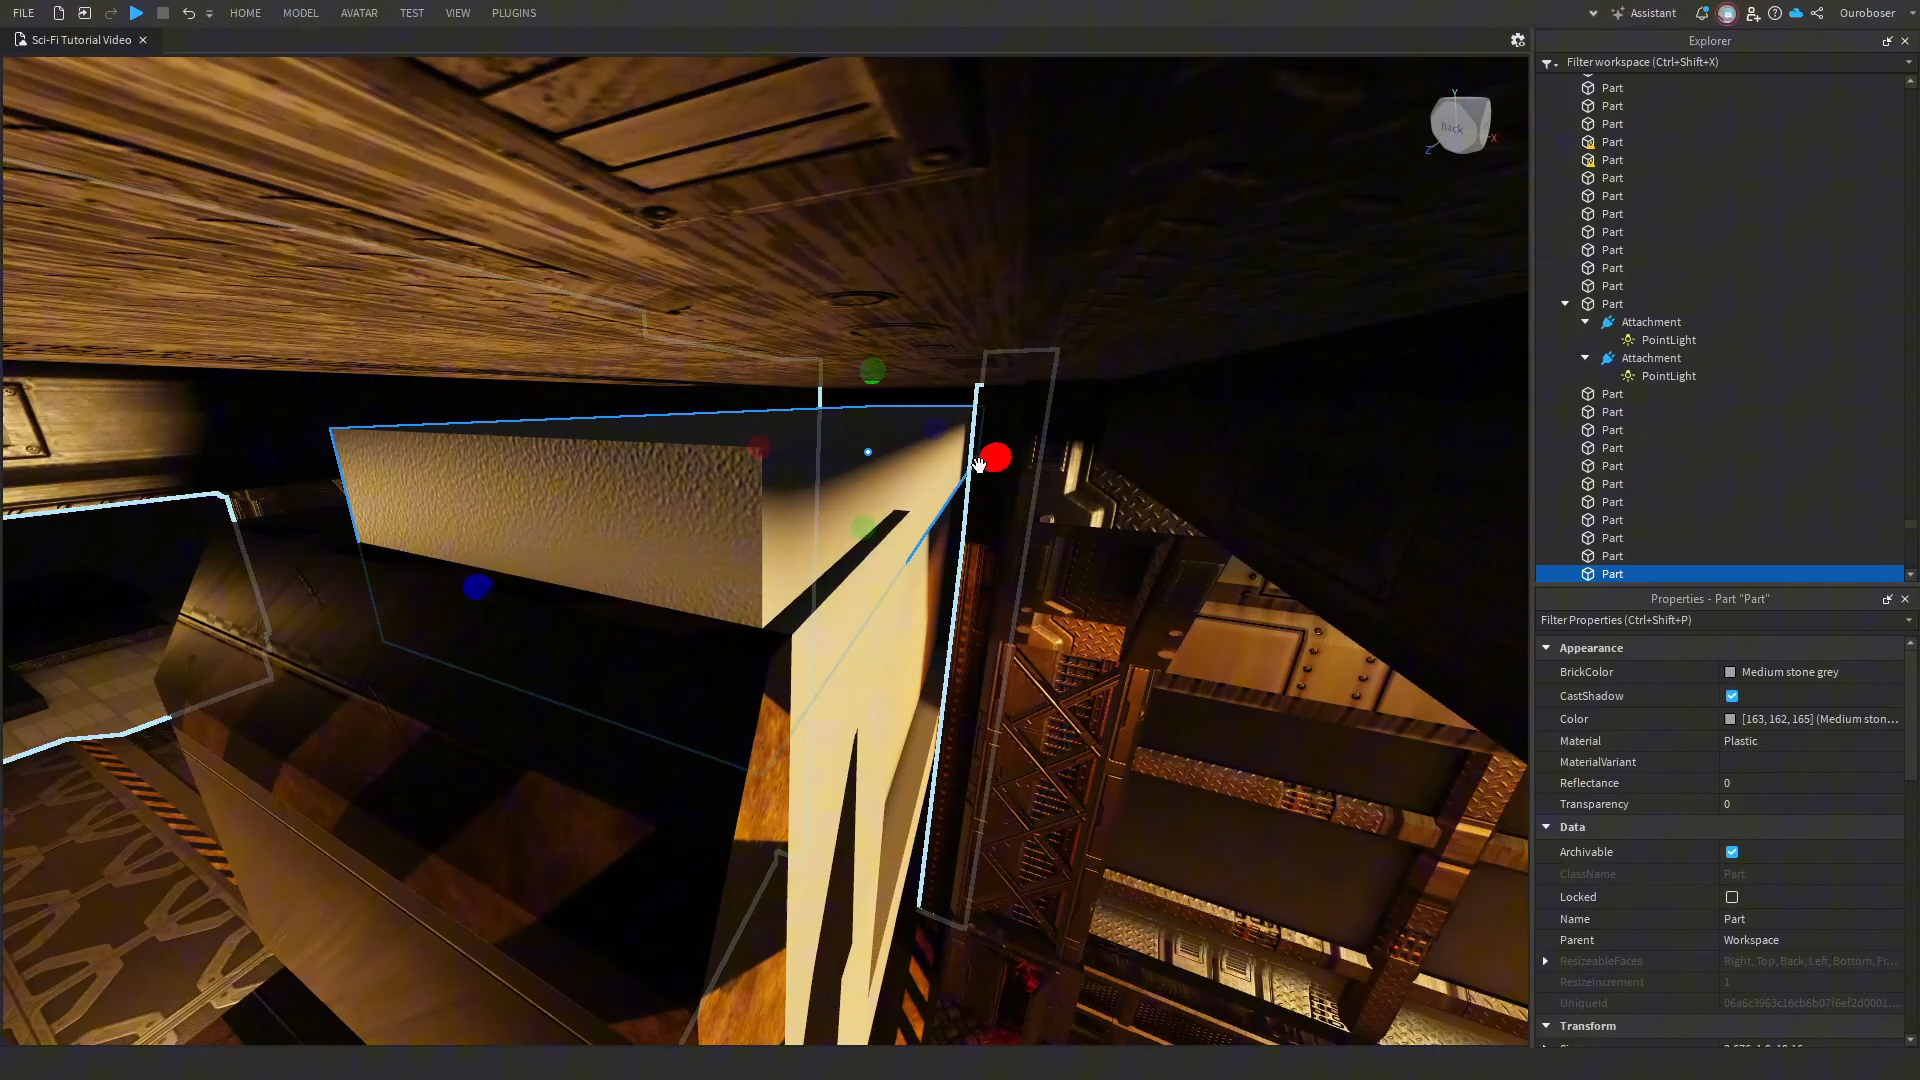 FILE HOME MODEL AVATAR TEST VIEW PLUGINS Assistant Ouroboser
Sci-Fi Tutorial Video
Back
Y
X
Z
Explorer
Filter workspace (Ctrl+Shift+X)
Part
Part
Part
Part
Part
Part
Part
Part
Part
Part
Part
Part
Part
Attachment
PointLight
Attachment
PointLight
Part
Part
Part
Part
Part
Part
Part
Part
Part
Part
Part
Properties - Part "Part"
Filter Properties (Ctrl+Shift+P)
Appearance
BrickColor Medium stone grey
CastShadow
Color [163, 162, 165] (Medium ston...
Material Plastic
MaterialVariant
Reflectance 0
Transparency 0
Data
Archivable
ClassName Part
Locked
Name Part
Parent Workspace
ResizeableFaces Right, Top, Back, Left, Bottom, Fr...
ResizeIncrement 1
UniqueId 06a6c3963c16cb6b07f6ef2d0001...
Transform